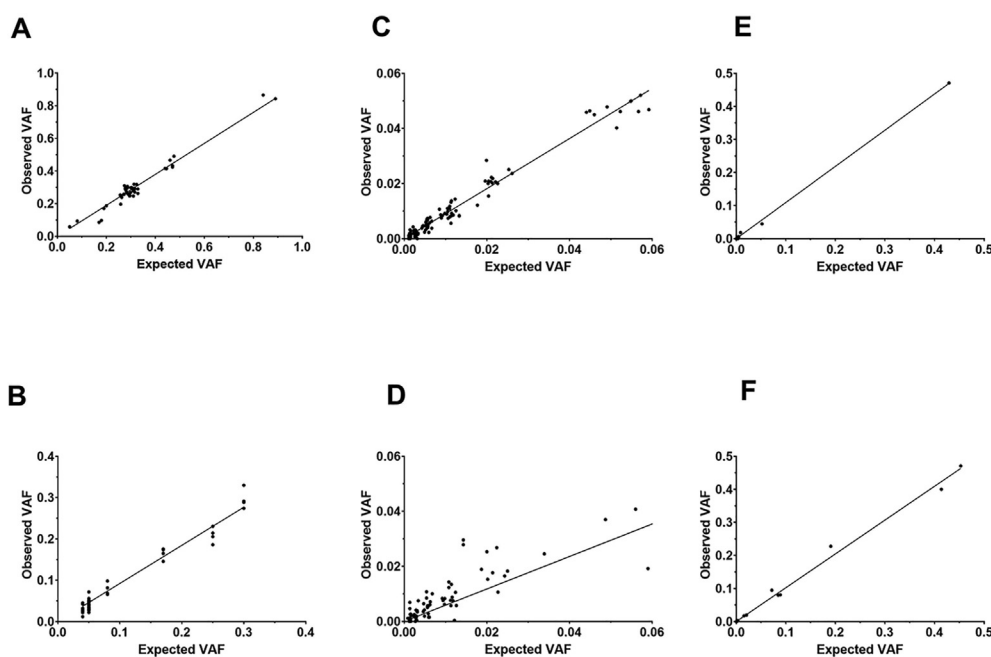 A
C
E
1.0
0.8
0.6
0.4
0.2
0.0
0.0 0.2 0.4 0.6 0.8 1.0
Observed VAF
Expected VAF
0.06
0.04
0.02
0.00
0.00 0.02 0.04 0.06
Observed VAF
Expected VAF
0.5
0.4
0.3
0.2
0.1
0.0
0.0 0.1 0.2 0.3 0.4 0.5
Observed VAF
Expected VAF
B
D
F
0.4
0.3
0.2
0.1
0.0
0.0 0.1 0.2 0.3 0.4
Observed VAF
Expected VAF
0.06
0.04
0.02
0.00
0.00 0.02 0.04 0.06
Observed VAF
Expected VAF
0.5
0.4
0.3
0.2
0.1
0.0
0.0 0.1 0.2 0.3 0.4 0.5
Observed VAF
Expected VAF